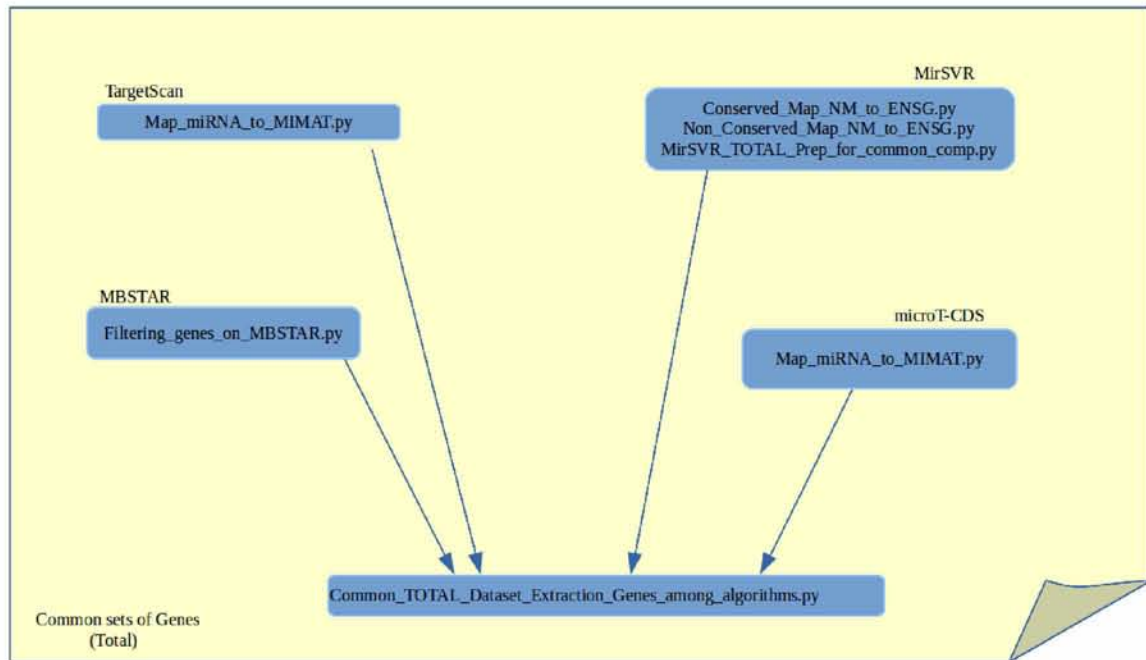 TargetScan
Map_miRNA_to_MIMAT.py
MirSVR
Conserved_Map_NM_to_ENSG.py
Non_Conserved_Map_NM_to_ENSG.py
MirSVR_TOTAL_Prep_for_common_comp.py
MBSTAR
Filtering_genes_on_MBSTAR.py
microT-CDS
Map_miRNA_to_MIMAT.py
Common_TOTAL_Dataset_Extraction_Genes_among_algorithms.py
Common sets of Genes
(Total)